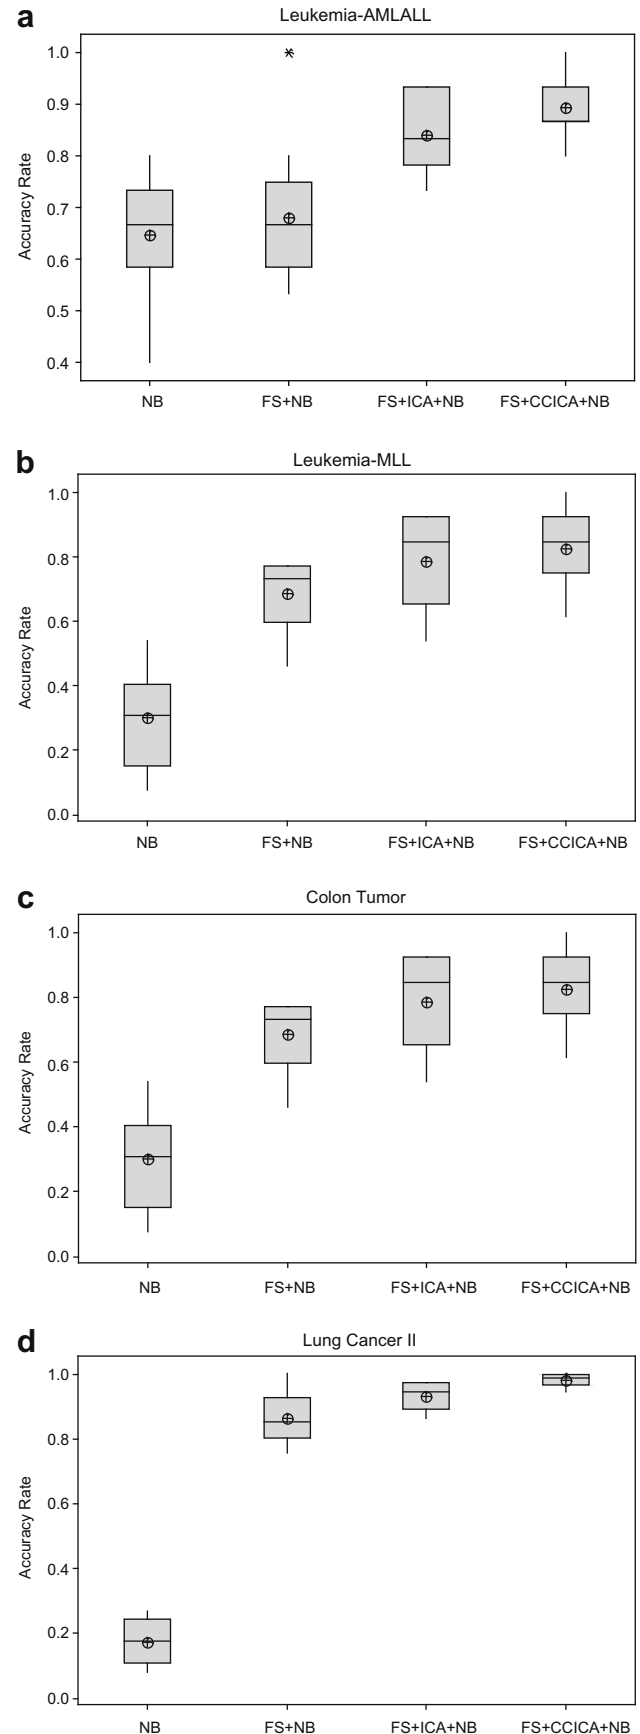 a
Leukemia-AMLALL
1.0
0.9
0.8
0.7
0.6
0.5
0.4
Accuracy Rate
NB FS+NB FS+ICA+NB FS+CCICA+NB
b
Leukemia-MLL
1.0
0.8
0.6
0.4
0.2
0.0
Accuracy Rate
NB FS+NB FS+ICA+NB FS+CCICA+NB
c
Colon Tumor
1.0
0.8
0.6
0.4
0.2
0.0
Accuracy Rate
NB FS+NB FS+ICA+NB FS+CCICA+NB
d
Lung Cancer II
1.0
0.8
0.6
0.4
0.2
0.0
Accuracy Rate
NB FS+NB FS+ICA+NB FS+CCICA+NB